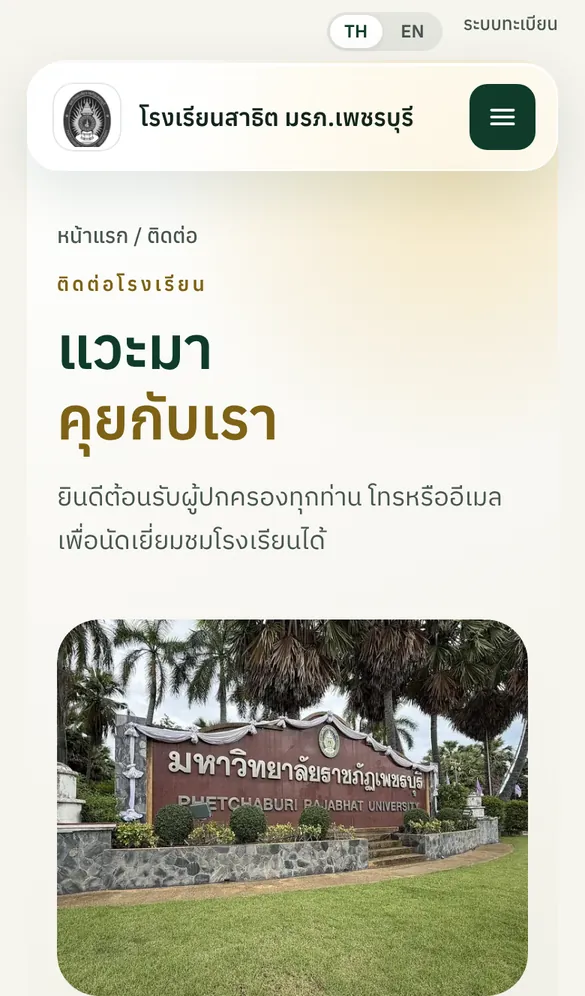 TH EN ระบบทะเบียน
โรงเรียนสาธิต มรภ.เพชรบุรี
หน้าแรก / ติดต่อ
ติดต่อโรงเรียน
แวะมา
คุยกับเรา
ยินดีต้อนรับผู้ปกครองทุกท่าน โทรหรืออีเมล
เพื่อนัดเยี่ยมชมโรงเรียนได้
มหาวิทยาลัยราชภัฏเพชรบุรี
PHETCHABURI RAJABHAT UNIVERSITY